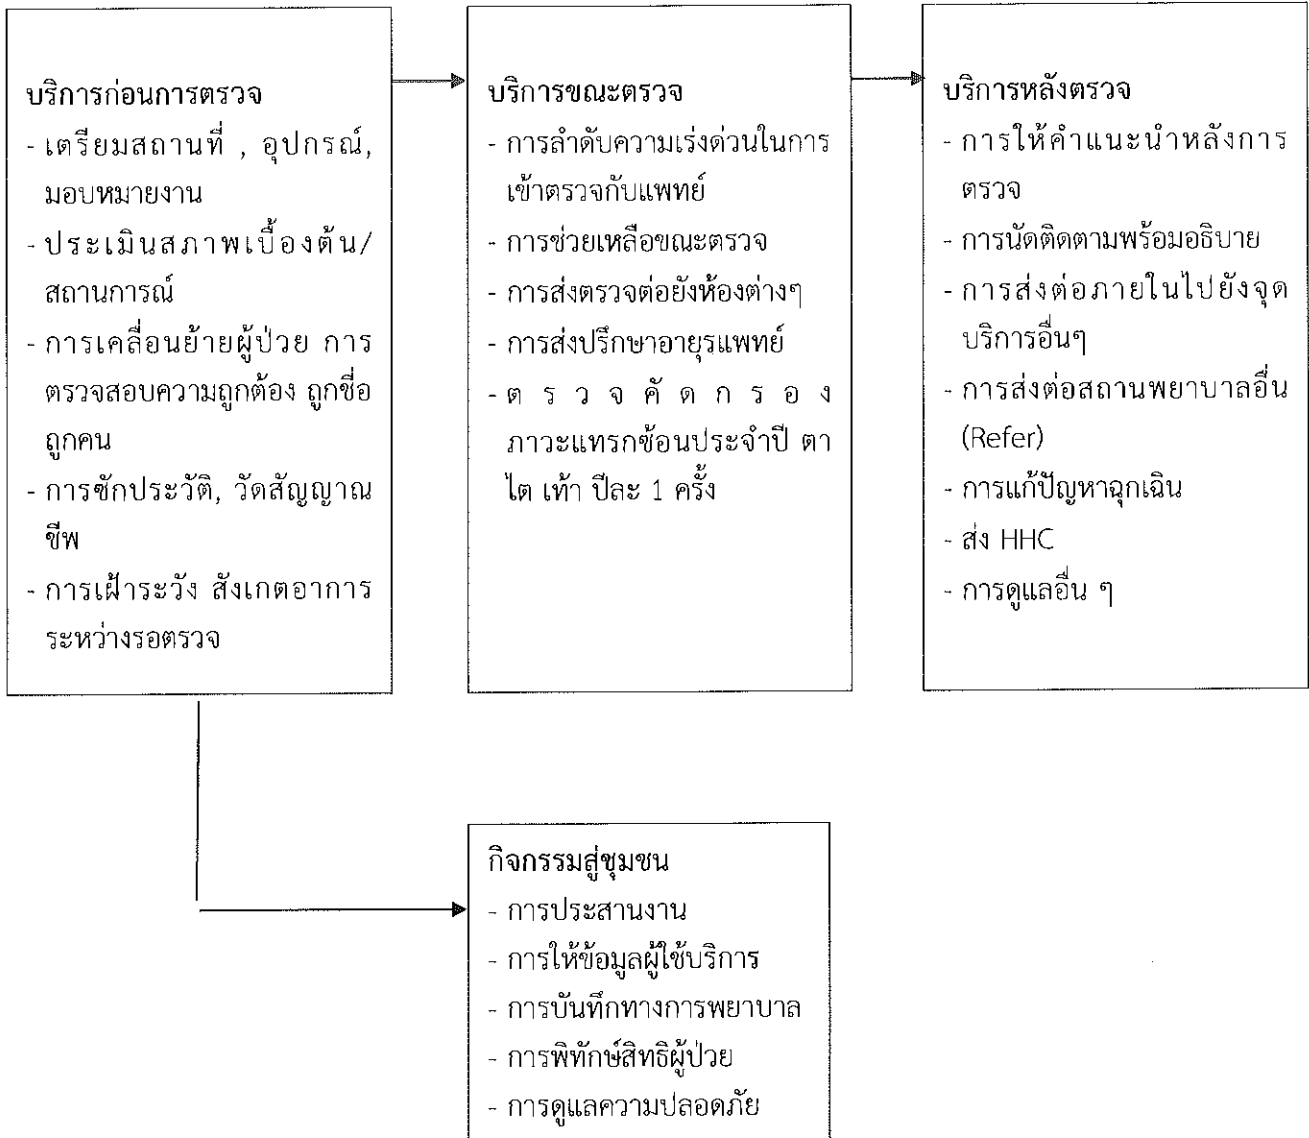 บริการก่อนการตรวจ
- เตรียมสถานที่ , อุปกรณ์,
มอบหมายงาน
- ประเมินสภาพเบื้องต้น/
สถานการณ์
- การเคลื่อนย้ายผู้ป่วย การ
ตรวจสอบความถูกต้อง ถูกชื่อ
ถูกคน
- การซักประวัติ, วัดสัญญาณ
ชีพ
- การเฝ้าระวัง สังเกตอาการ
ระหว่างรอตรวจ
บริการขณะตรวจ
- การลำดับความเร่งด่วนในการ
เข้าตรวจกับแพทย์
- การช่วยเหลือขณะตรวจ
- การส่งตรวจต่อยังห้องต่างๆ
- การส่งปรึกษาอายุรแพทย์
- ตรวจคัดกรอง
ภาวะแทรกซ้อนประจำปี ตา
ไต เท้า ปีละ 1 ครั้ง
บริการหลังตรวจ
- การให้คำแนะนำหลังการ
ตรวจ
- การนัดติดตามพร้อมอธิบาย
- การส่งต่อภายในไปยังจุด
บริการอื่นๆ
- การส่งต่อสถานพยาบาลอื่น
(Refer)
- การแก้ปัญหาฉุกเฉิน
- ส่ง HHC
- การดูแลอื่น ๆ
กิจกรรมสู่ชุมชน
- การประสานงาน
- การให้ข้อมูลผู้ใช้บริการ
- การบันทึกทางการพยาบาล
- การพิทักษ์สิทธิผู้ป่วย
- การดูแลความปลอดภัย